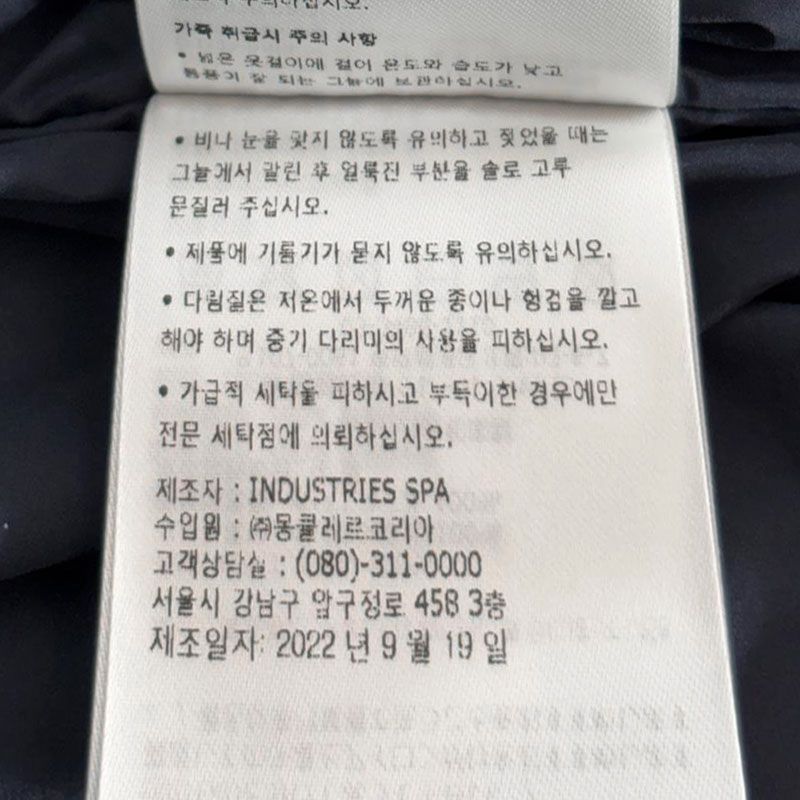 주의하십시오.
가죽 취급시 주의 사항
• 넓은 옷걸이에 걸어 온도와 습도가 낮고
통풍이 잘 되는 그늘에 보관하십시오.
• 비나 눈을 맞지 않도록 유의하고 젖었을 때는
그늘에서 말린 후 얼룩진 부분을 솔로 고루
문질러 주십시오.
• 제품에 기름기가 묻지 않도록 유의하십시오.
• 다림질은 저온에서 두꺼운 종이나 헝겊을 깔고
해야 하며 증기 다리미의 사용을 피하십시오.
• 가급적 세탁을 피하시고 부득이한 경우에만
전문 세탁점에 의뢰하십시오.
제조자 : INDUSTRIES SPA
수입원 : ㈜몽클레르코리아
고객상담실 : (080)-311-0000
서울시 강남구 압구정로 458 3층
제조일자: 2022 년 9 월 19 일